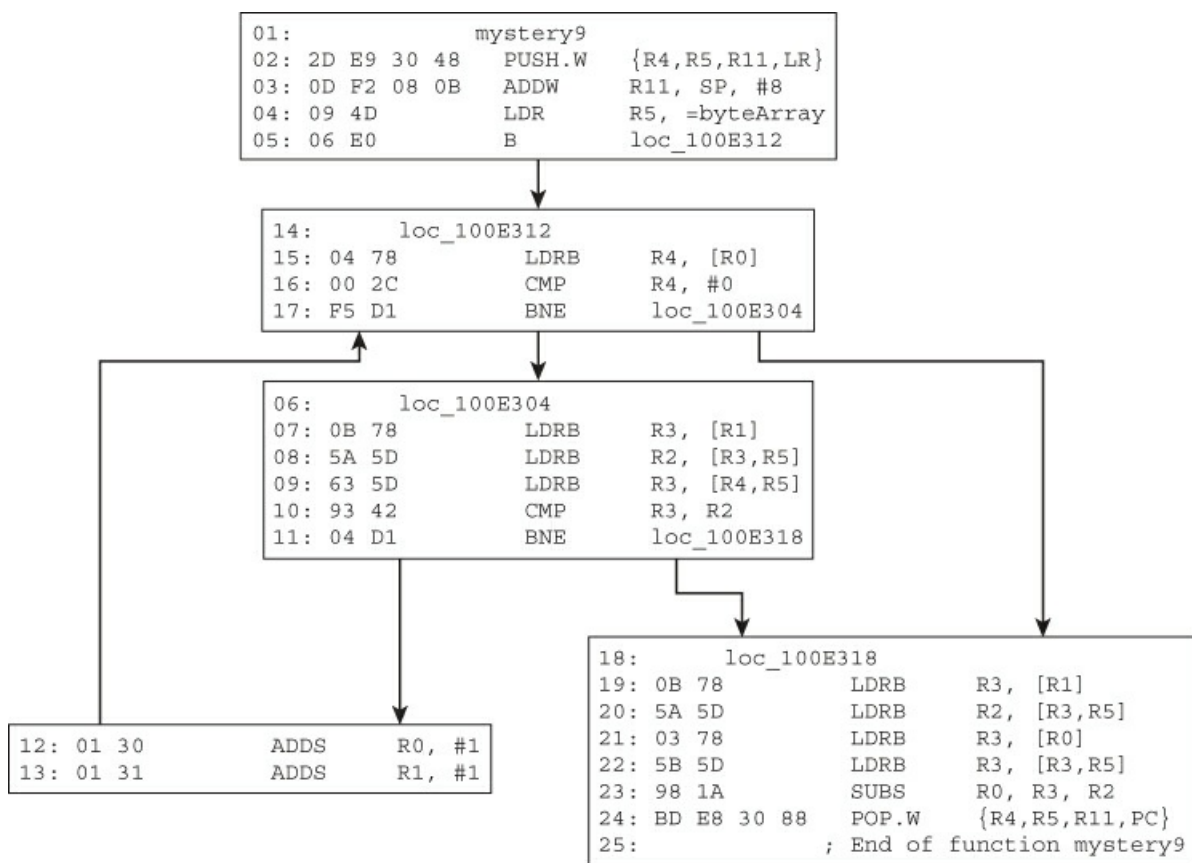 01: mystery9
02: 2D E9 30 48 PUSH.W {R4,R5,R11,LR}
03: 0D F2 08 0B ADDW R11, SP, #8
04: 09 4D LDR R5, =byteArray
05: 06 E0 B loc_100E312
14: loc_100E312
15: 04 78 LDRB R4, [R0]
16: 00 2C CMP R4, #0
17: F5 D1 BNE loc_100E304
06: loc_100E304
07: 0B 78 LDRB R3, [R1]
08: 5A 5D LDRB R2, [R3,R5]
09: 63 5D LDRB R3, [R4,R5]
10: 93 42 CMP R3, R2
11: 04 D1 BNE loc_100E318
12: 01 30 ADDS R0, #1
13: 01 31 ADDS R1, #1
18: loc_100E318
19: 0B 78 LDRB R3, [R1]
20: 5A 5D LDRB R2, [R3,R5]
21: 03 78 LDRB R3, [R0]
22: 5B 5D LDRB R3, [R3,R5]
23: 98 1A SUBS R0, R3, R2
24: BD E8 30 88 POP.W {R4,R5,R11,PC}
25: ; End of function mystery9